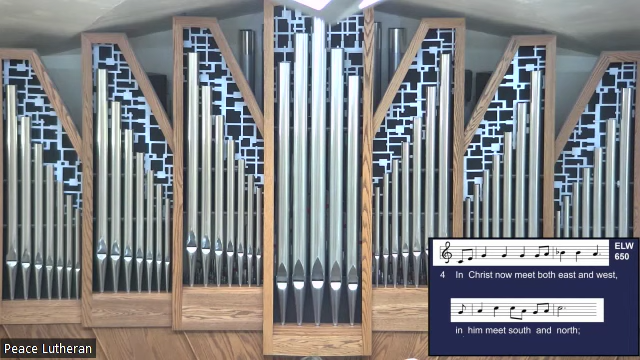 ELW
650
4 In Christ now meet both east and west,
in him meet south and north;
Peace Lutheran